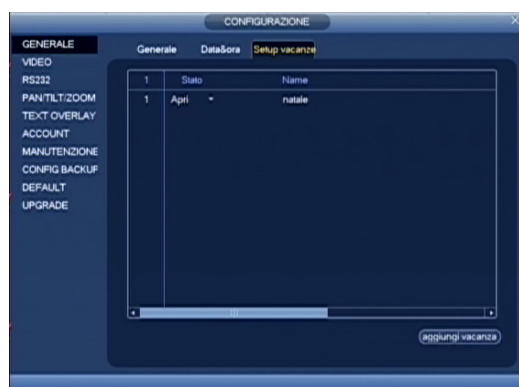 CONFIGURAZIONE
GENERALE
VIDEO
RS232
PAN/TILT/ZOOM
TEXT OVERLAY
ACCOUNT
MANUTENZIONE
CONFIG BACKUP
DEFAULT
UPGRADE
Generale Data&ora Setup vacanze
1 Stato Name
1 Apri natale
aggiungi vacanza